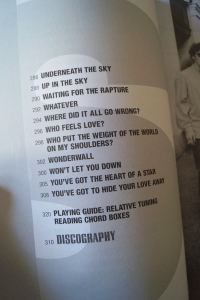 286 UNDERNEATH THE SKY
288 UP IN THE SKY
290 WAITING FOR THE RAPTURE
292 WHATEVER
294 WHERE DID IT ALL GO WRONG?
296 WHO FEELS LOVE?
298 WHO PUT THE WEIGHT OF THE WORLD
ON MY SHOULDERS?
302 WONDERWALL
300 WON'T LET YOU DOWN
305 YOU'VE GOT THE HEART OF A STAR
308 YOU'VE GOT TO HIDE YOUR LOVE AWAY
320 PLAYING GUIDE: RELATIVE TUNING
READING CHORD BOXES
310 DISCOGRAPHY